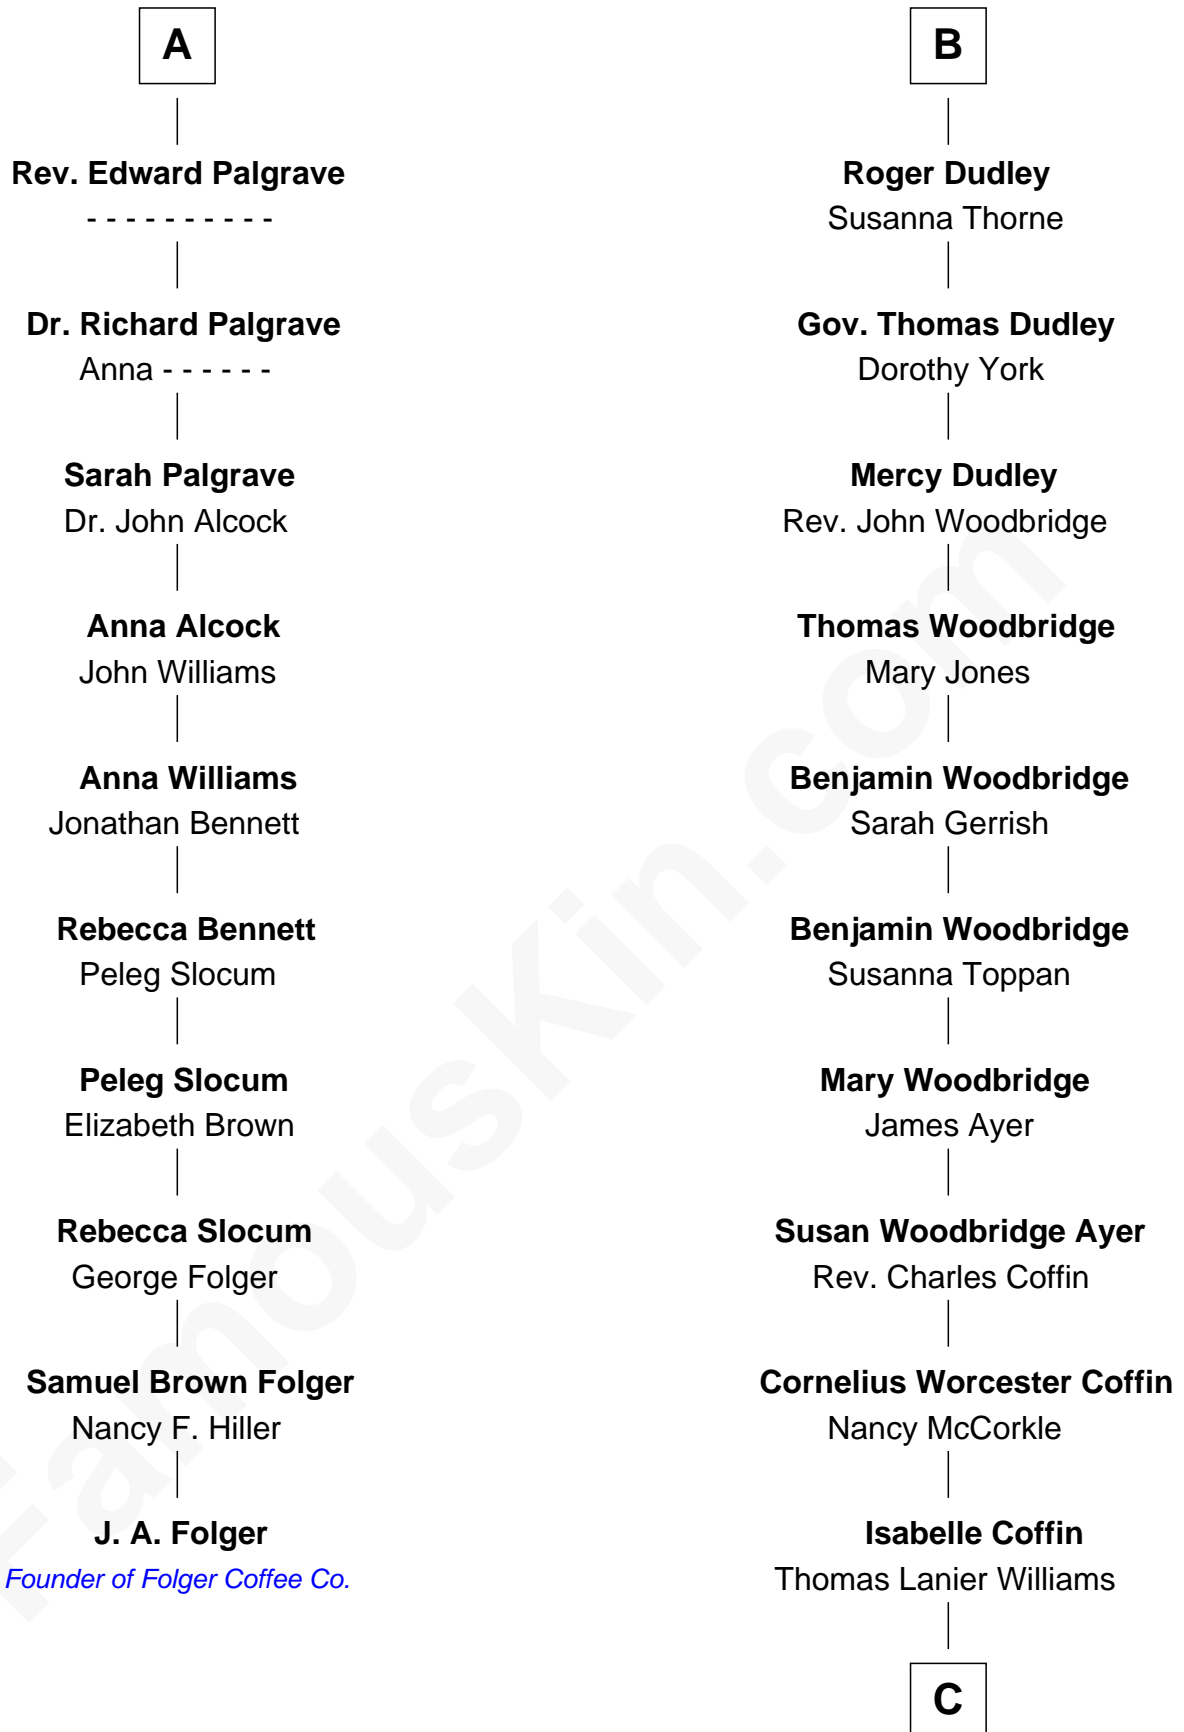 A
Rev. Edward Palgrave
- - - - - - - - - -
Dr. Richard Palgrave
Anna - - - - - -
Sarah Palgrave
Dr. John Alcock
Anna Alcock
John Williams
Anna Williams
Jonathan Bennett
Rebecca Bennett
Peleg Slocum
Peleg Slocum
Elizabeth Brown
Rebecca Slocum
George Folger
Samuel Brown Folger
Nancy F. Hiller
J. A. Folger
Founder of Folger Coffee Co.
B
Roger Dudley
Susanna Thorne
Gov. Thomas Dudley
Dorothy York
Mercy Dudley
Rev. John Woodbridge
Thomas Woodbridge
Mary Jones
Benjamin Woodbridge
Sarah Gerrish
Benjamin Woodbridge
Susanna Toppan
Mary Woodbridge
James Ayer
Susan Woodbridge Ayer
Rev. Charles Coffin
Cornelius Worcester Coffin
Nancy McCorkle
Isabelle Coffin
Thomas Lanier Williams
C
FamousKin.com